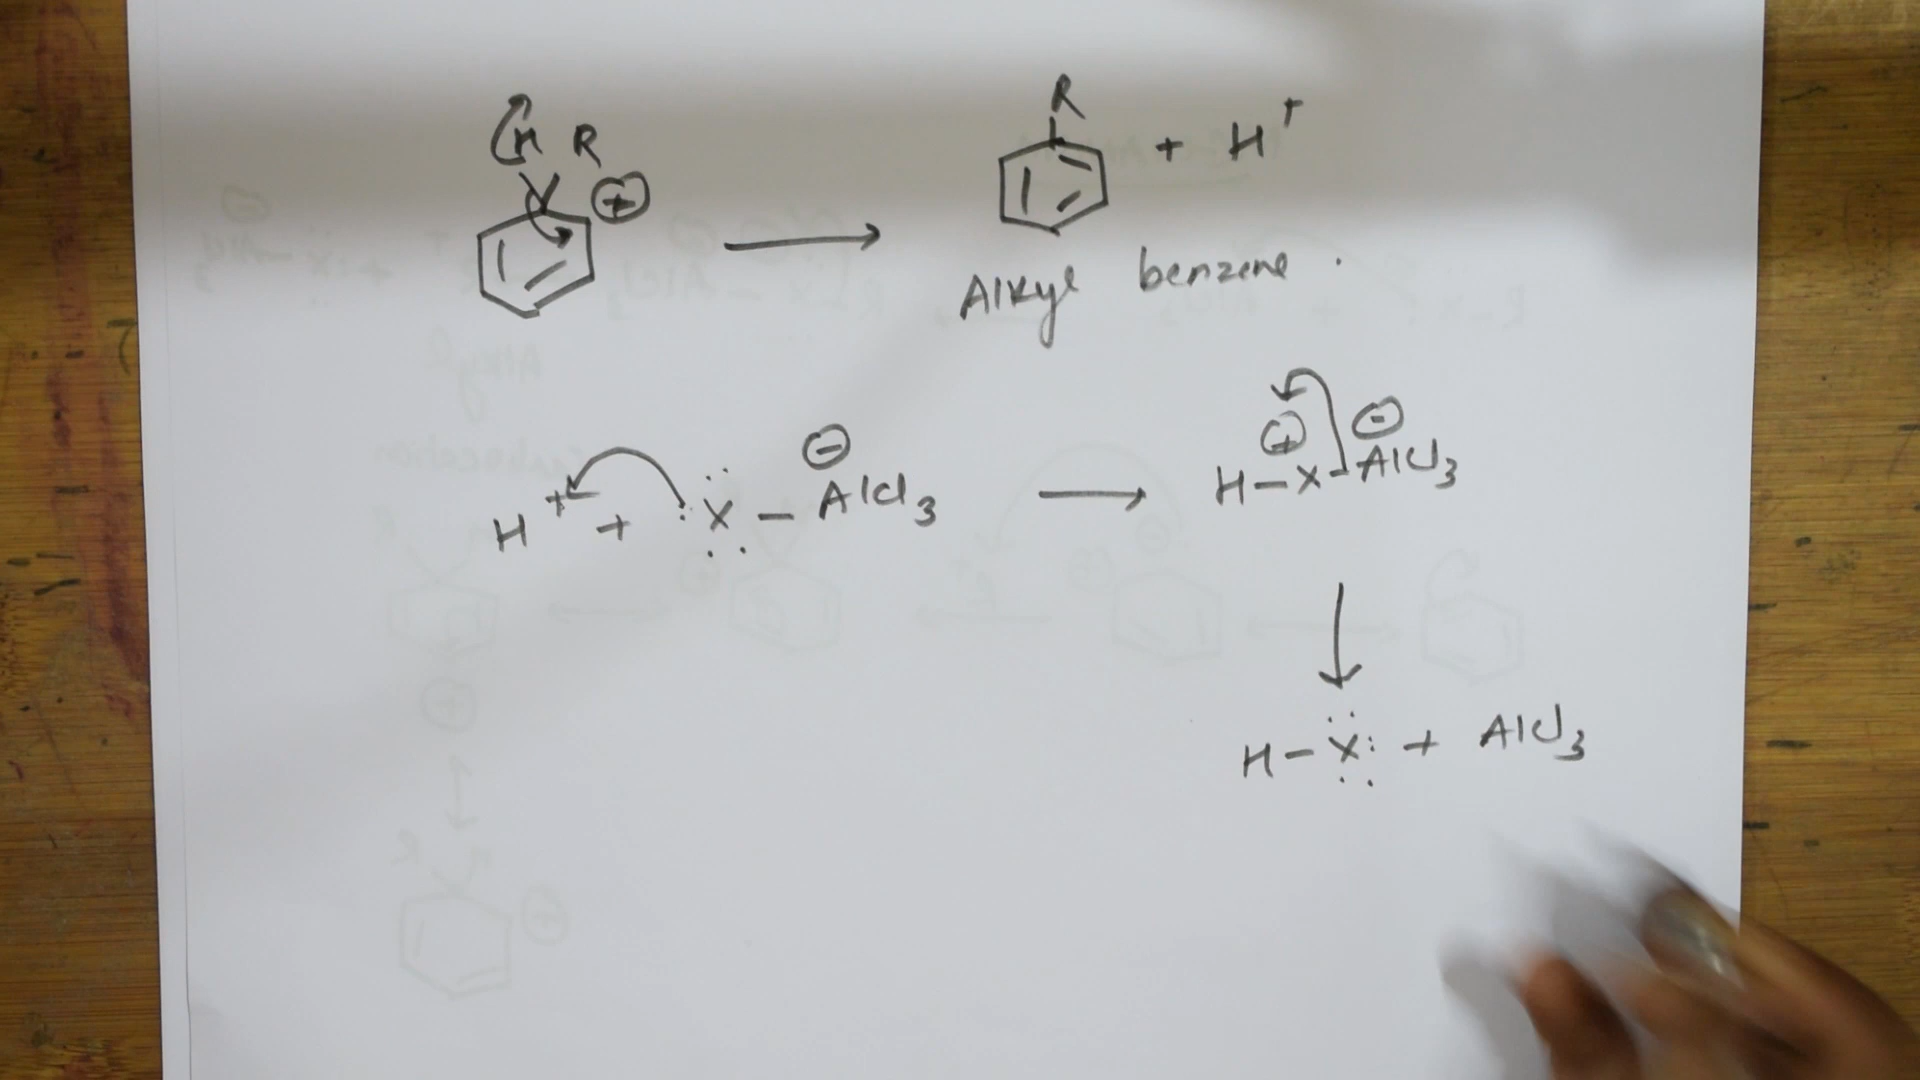 H R
⊕
R
+ H⁺
Alkyl benzene .
H⁺ + :X – AlCl3
⊖
H–X–AlCl3
⊕ ⊖
H–X: + AlCl3